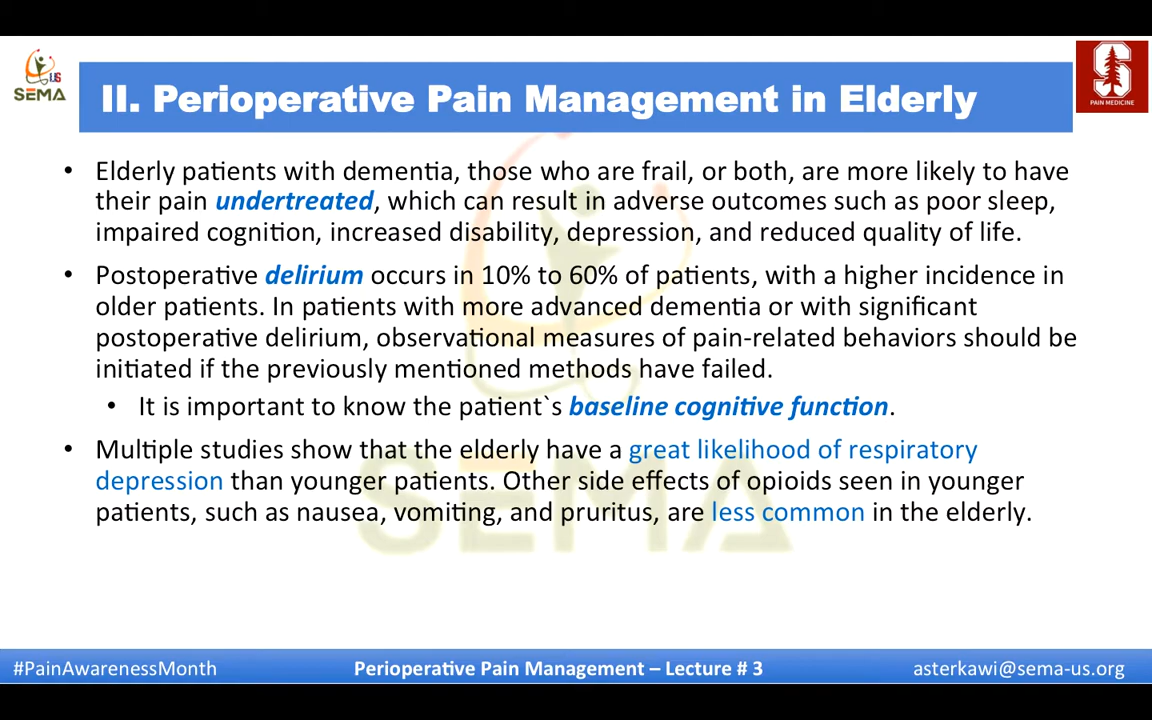 US
SEMA
II. Perioperative Pain Management in Elderly
S
PAIN MEDICINE
• Elderly patients with dementia, those who are frail, or both, are more likely to have
their pain undertreated, which can result in adverse outcomes such as poor sleep,
impaired cognition, increased disability, depression, and reduced quality of life.
• Postoperative delirium occurs in 10% to 60% of patients, with a higher incidence in
older patients. In patients with more advanced dementia or with significant
postoperative delirium, observational measures of pain-related behaviors should be
initiated if the previously mentioned methods have failed.
• It is important to know the patient`s baseline cognitive function.
• Multiple studies show that the elderly have a great likelihood of respiratory
depression than younger patients. Other side effects of opioids seen in younger
patients, such as nausea, vomiting, and pruritus, are less common in the elderly.
SEMA
#PainAwarenessMonth
Perioperative Pain Management – Lecture # 3
asterkawi@sema-us.org